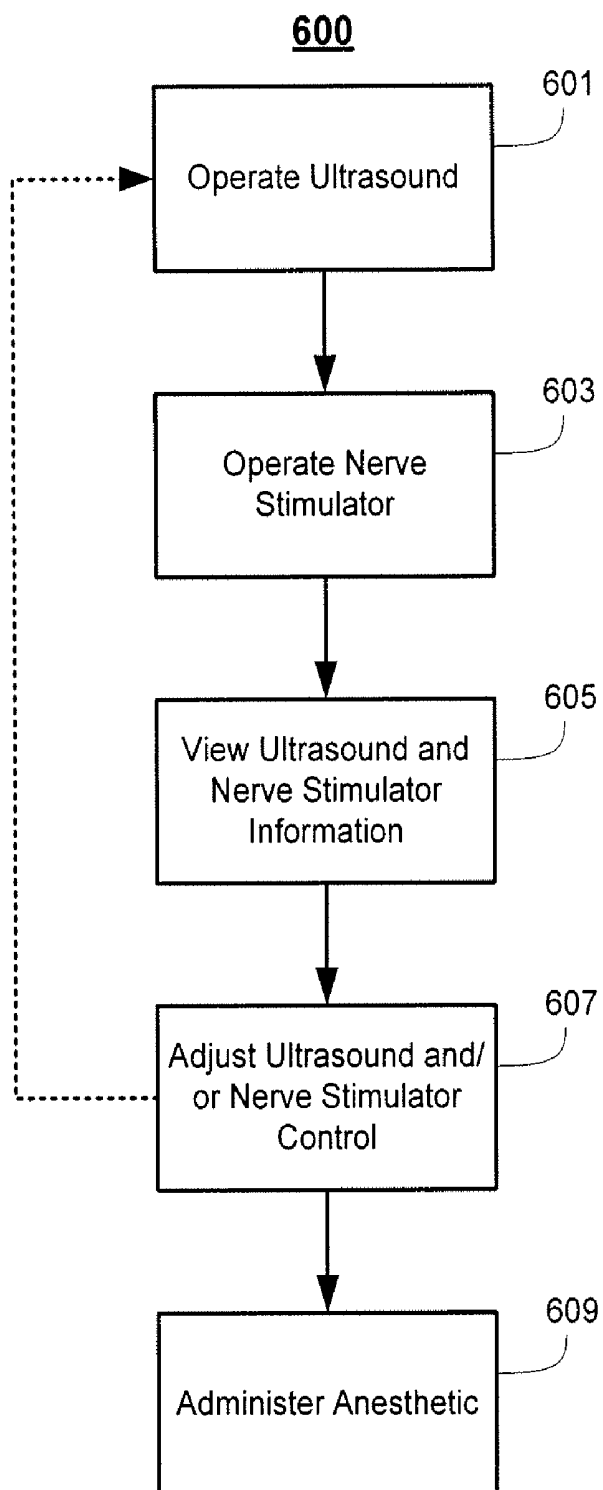 600
601
Operate Ultrasound
603
Operate Nerve
Stimulator
605
View Ultrasound and
Nerve Stimulator
Information
607
Adjust Ultrasound and/
or Nerve Stimulator
Control
609
Administer Anesthetic